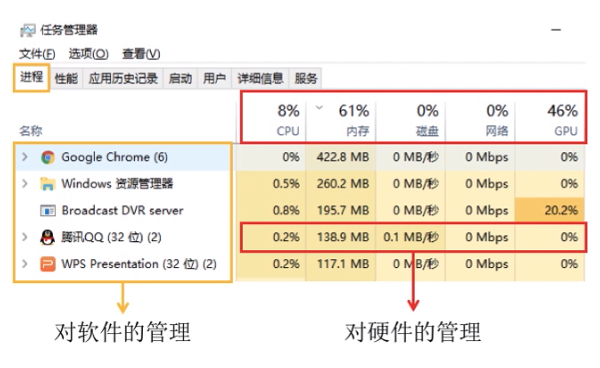 任务管理器
文件(F) 选项(O) 查看(V)
进程 性能 应用历史记录 启动 用户 详细信息 服务
8% 61% 0% 0% 46%
名称 CPU 内存 磁盘 网络 GPU
Google Chrome (6) 0% 422.8 MB 0 MB/秒 0 Mbps 0%
Windows 资源管理器 0.5% 260.2 MB 0 MB/秒 0 Mbps 0%
Broadcast DVR server 0.8% 195.7 MB 0 MB/秒 0 Mbps 20.2%
腾讯QQ (32 位) (2) 0.2% 138.9 MB 0.1 MB/秒 0 Mbps 0%
WPS Presentation (32 位) (2) 0.2% 117.1 MB 0 MB/秒 0 Mbps 0%
对软件的管理 对硬件的管理